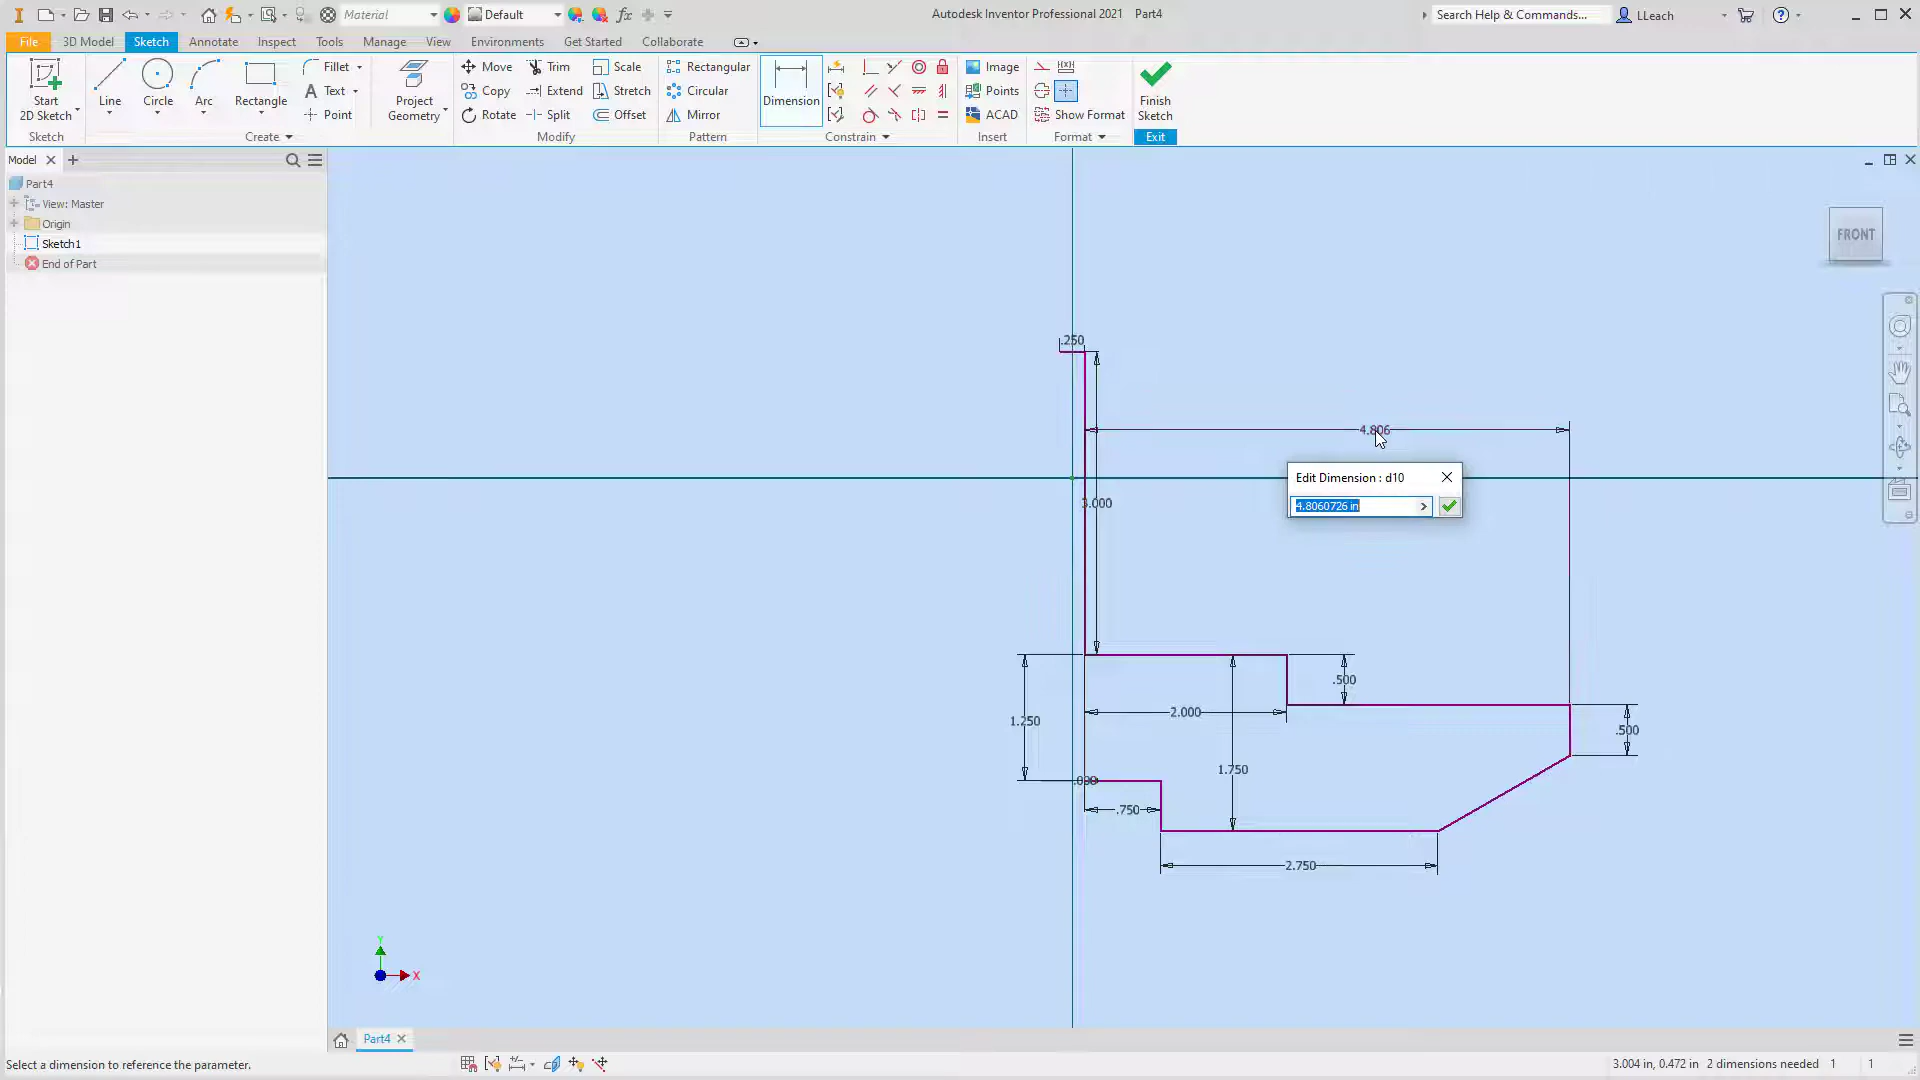 Material
Default
Autodesk Inventor Professional 2021 Part4
Search Help & Commands...
LLeach
File 3D Model Sketch Annotate Inspect Tools Manage View Environments Get Started Collaborate
Start 2D Sketch
Line
Circle
Arc
Rectangle
Fillet
Text
Point
Project Geometry
Move
Copy
Rotate
Trim
Extend
Split
Scale
Stretch
Offset
Rectangular
Circular
Mirror
Dimension
Image
Points
ACAD
Show Format
Finish Sketch
Sketch Create Modify Pattern Constrain Insert Format Exit
Model
Part4
View: Master
Origin
Sketch1
End of Part
FRONT
.250
4.806
Edit Dimension : d10
4.8060726 in
3.000
.500
2.000
1.250
.500
1.750
.750
2.750
Y
X
Part4
Select a dimension to reference the parameter.
3.004 in, 0.472 in 2 dimensions needed 1 1